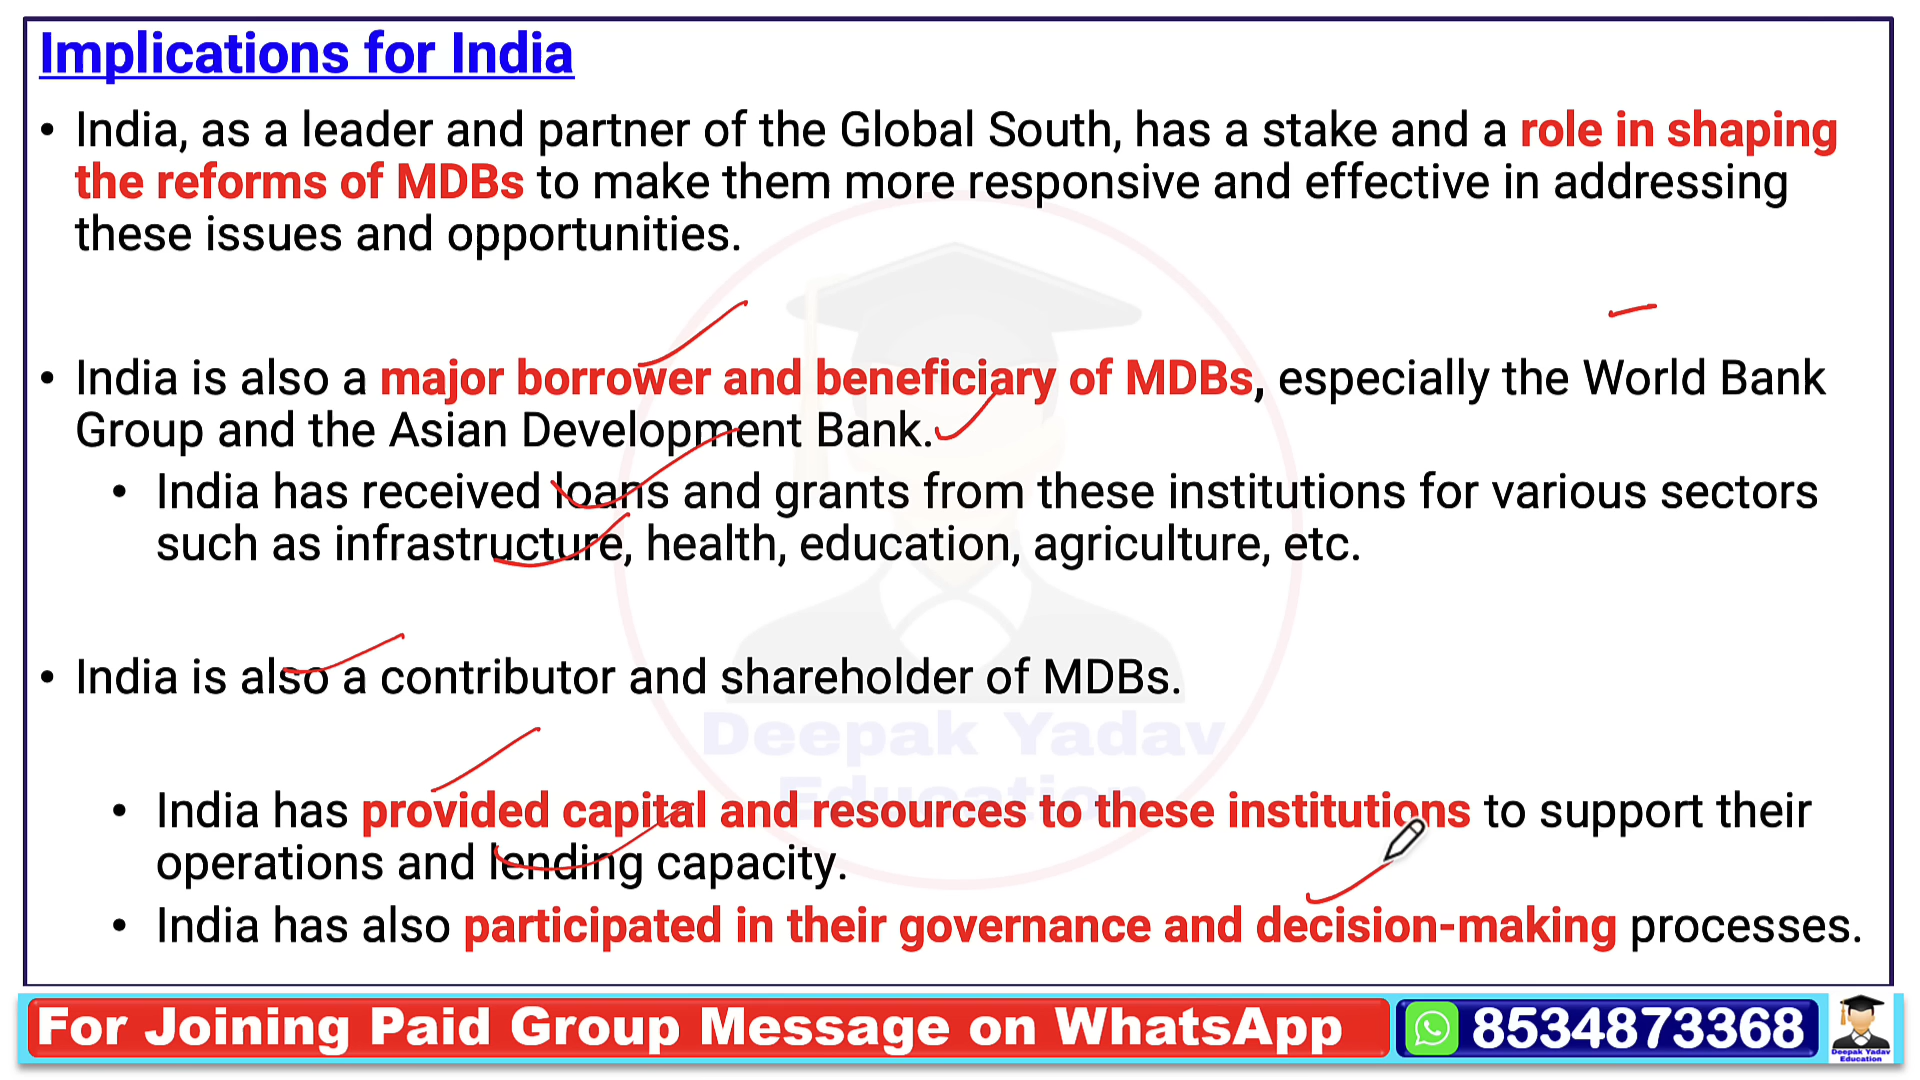 Implications for India
• India, as a leader and partner of the Global South, has a stake and a role in shaping
the reforms of MDBs to make them more responsive and effective in addressing
these issues and opportunities.
• India is also a major borrower and beneficiary of MDBs, especially the World Bank
Group and the Asian Development Bank.
• India has received loans and grants from these institutions for various sectors
such as infrastructure, health, education, agriculture, etc.
• India is also a contributor and shareholder of MDBs.
Deepak Yadav
Education
• India has provided capital and resources to these institutions to support their
operations and lending capacity.
• India has also participated in their governance and decision-making processes.
For Joining Paid Group Message on WhatsApp
8534873368
Deepak Yadav
Education